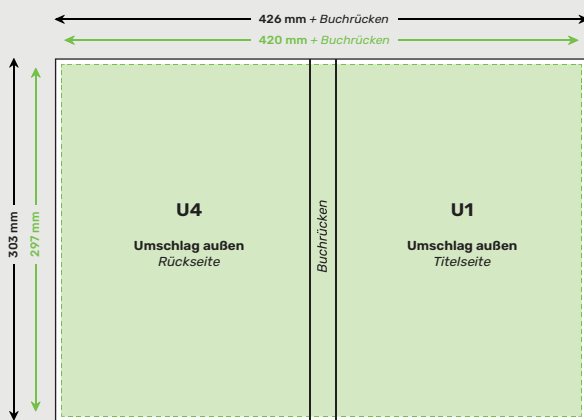 426 mm + Buchrücken
420 mm + Buchrücken
303 mm
297 mm
U4
Umschlag außen
Rückseite
Buchrücken
U1
Umschlag außen
Titelseite